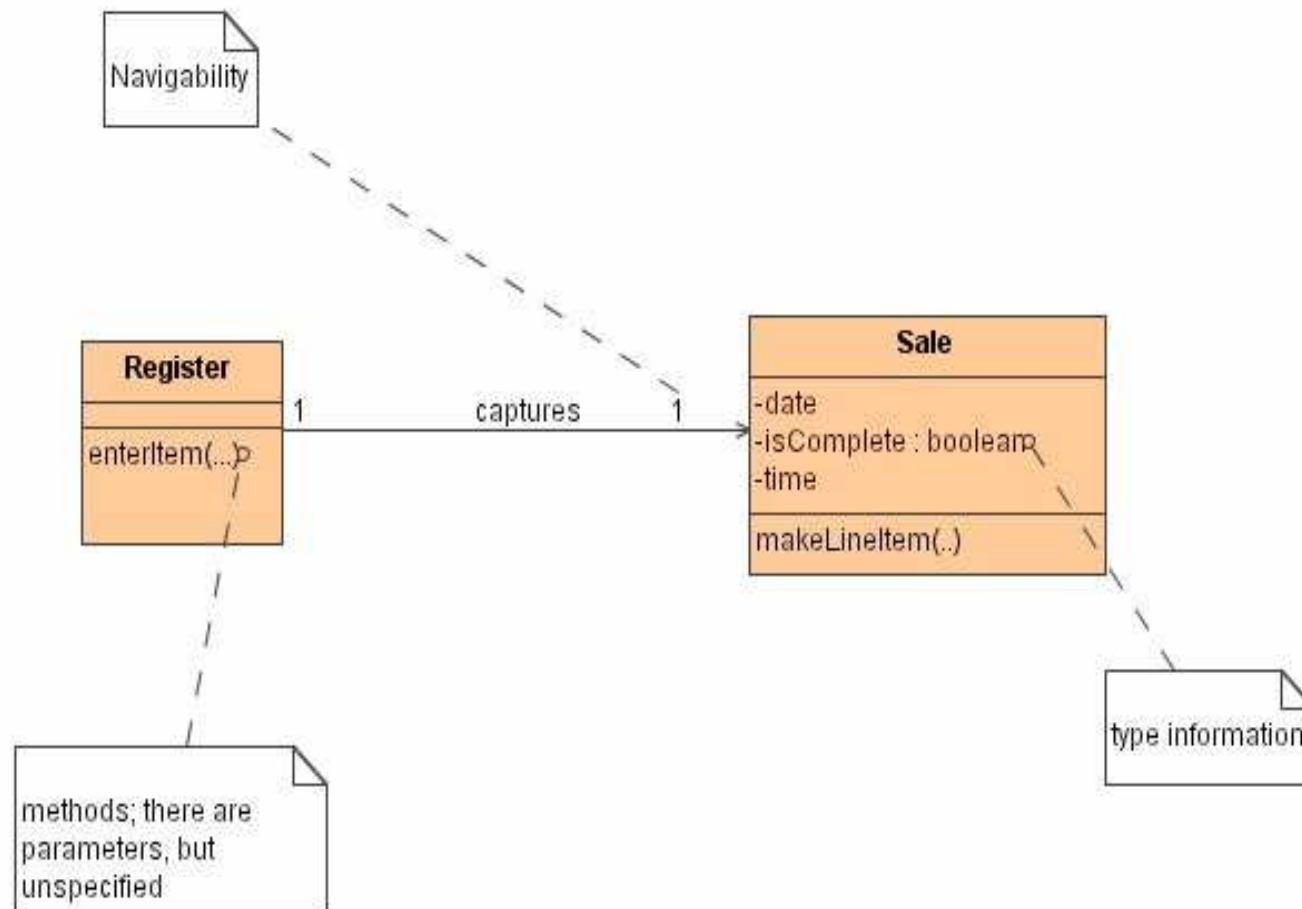 Navigability
Register
enterItem(...)
1
captures
1
Sale
-date
-isComplete : boolean
-time
makeLineItem(..)
type information
methods; there are
parameters, but
unspecified